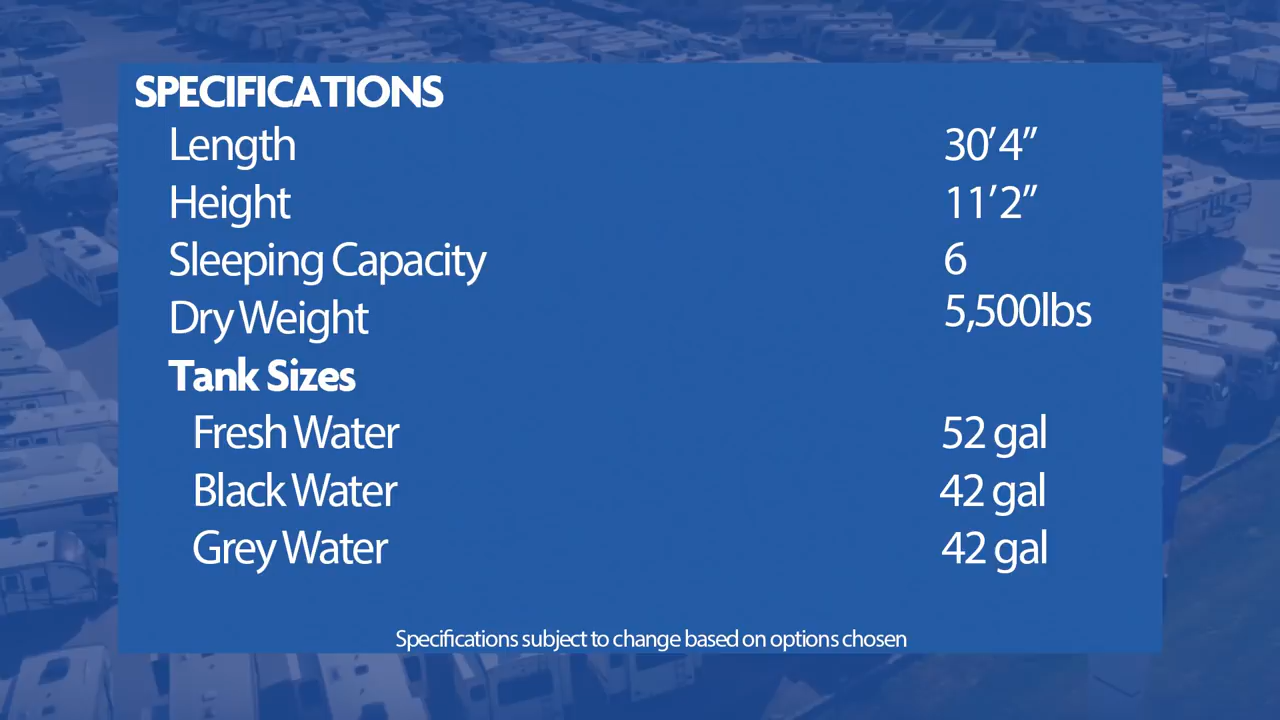 SPECIFICATIONS
Length 30’4”
Height 11’2”
Sleeping Capacity 6
Dry Weight 5,500lbs
Tank Sizes
Fresh Water 52 gal
Black Water 42 gal
Grey Water 42 gal
Specifications subject to change based on options chosen